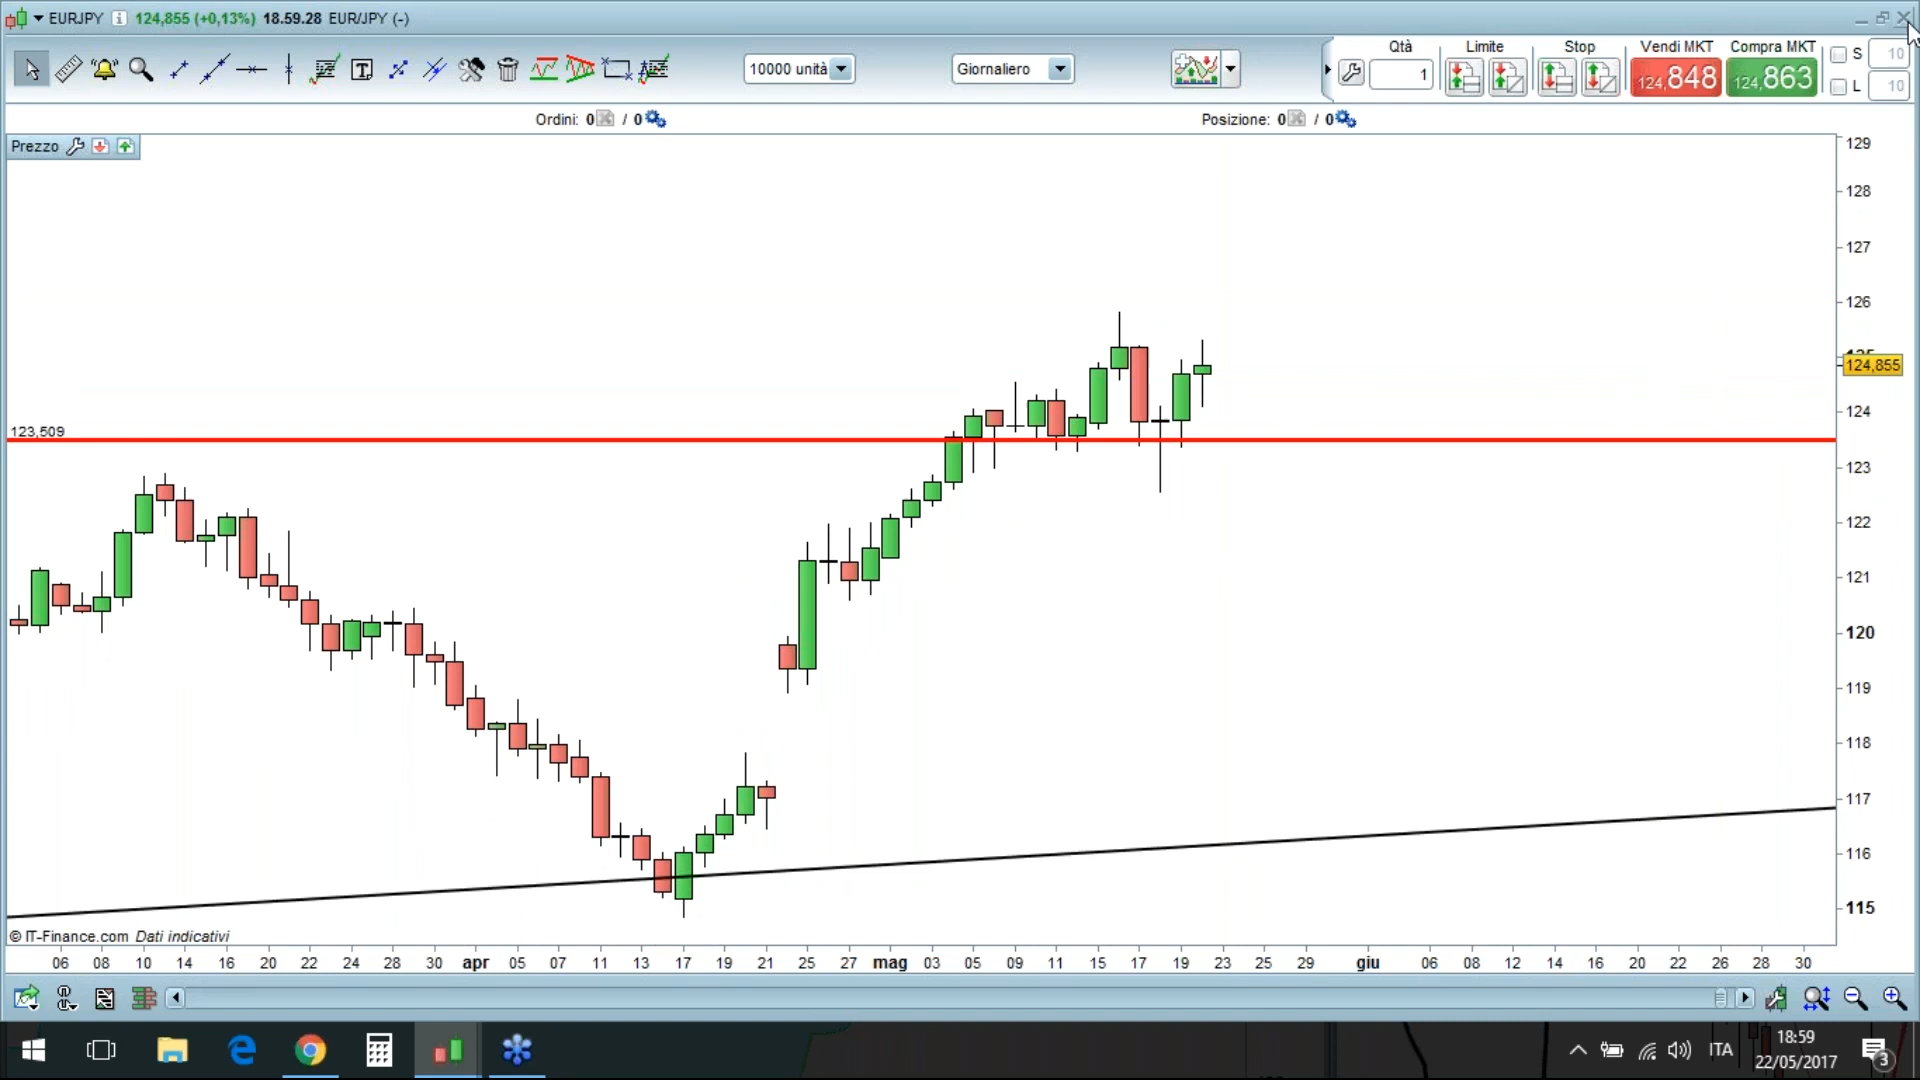 EURJPY 124,855 (+0,13%) 18.59.28 EUR/JPY (-)
10000 unità
Giornaliero
Qtà
1
Limite
Stop
Vendi MKT
124,848
Compra MKT
124,863
S 10
L 10
Ordini: 0 / 0
Posizione: 0 / 0
Prezzo
129
128
127
126
124,855
124
123,509
123
122
121
120
119
118
117
116
115
© IT-Finance.com Dati indicativi
06 08 10 14 16 20 22 24 28 30 apr 05 07 11 13 17 19 21 25 27 mag 03 05 09 11 15 17 19 23 25 29 giu 06 08 12 14 16 20 22 26 28 30
ITA
18:59
22/05/2017
3